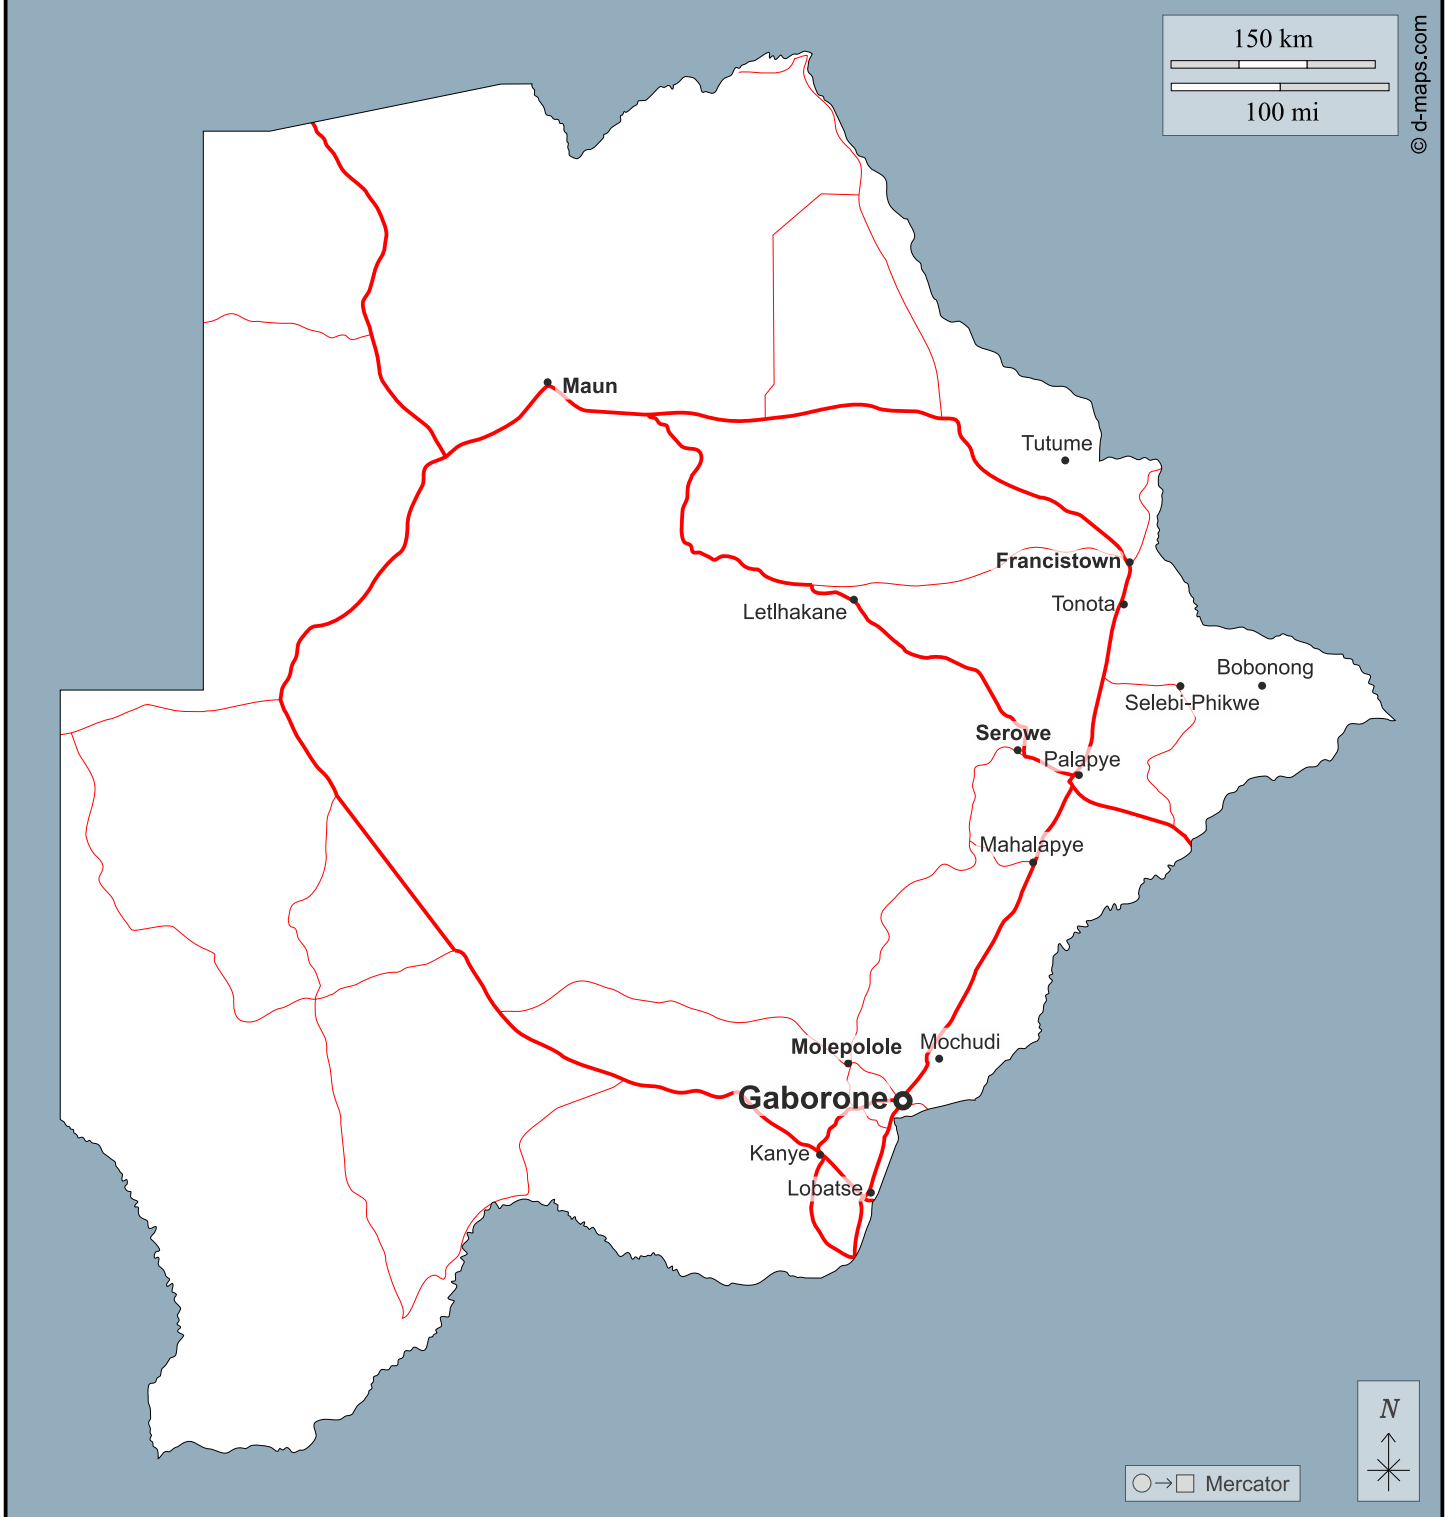 150 km
100 mi
© d-maps.com
Maun
Tutume
Francistown
Tonota
Letlhakane
Bobonong
Selebi-Phikwe
Serowe
Palapye
Mahalapye
Mochudi
Molepolole
Gaborone
Kanye
Lobatse
N
Mercator